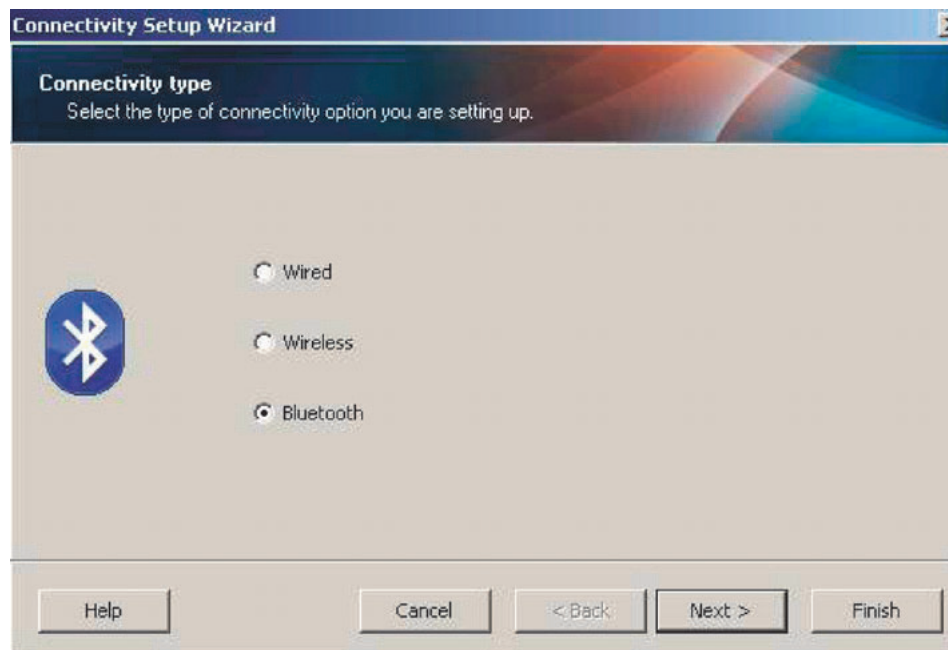 Connectivity Setup Wizard
Connectivity type
Select the type of connectivity option you are setting up.
Wired
Wireless
Bluetooth
Help Cancel < Back Next > Finish